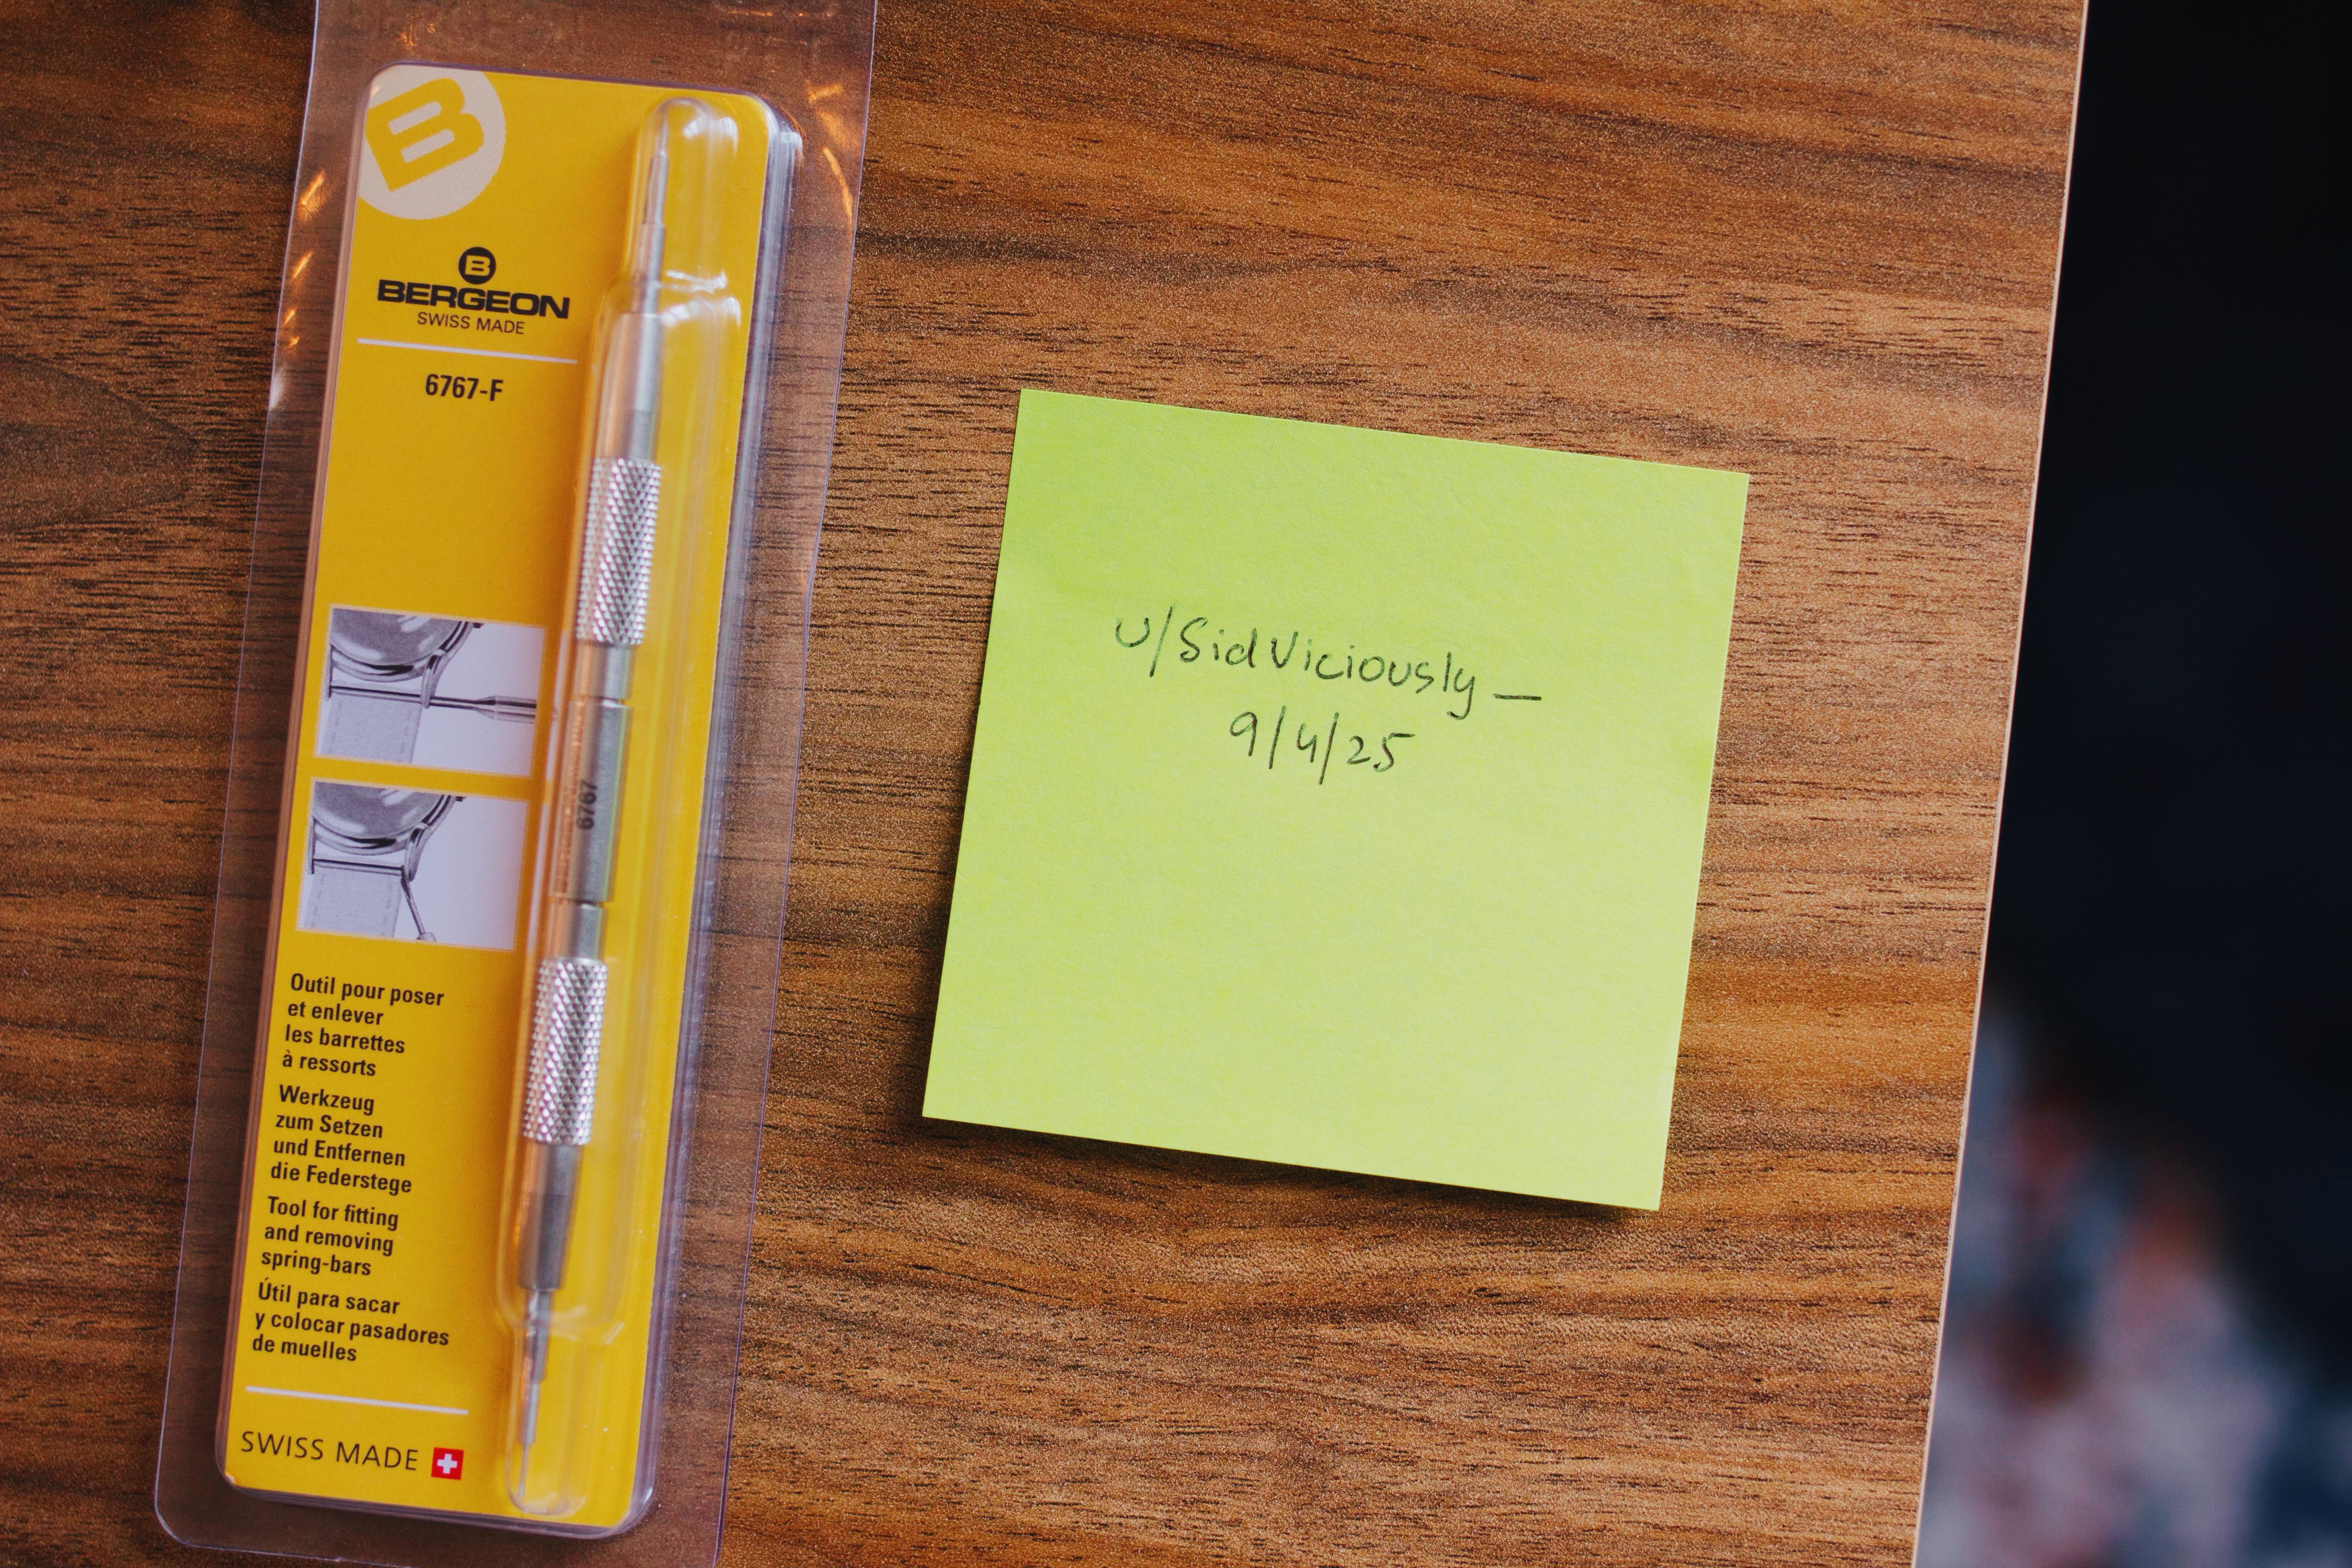 B
B
BERGEON
SWISS MADE
6767-F
6767
Outil pour poser
et enlever
les barrettes
à ressorts
Werkzeug
zum Setzen
und Entfernen
die Federstege
Tool for fitting
and removing
spring-bars
Útil para sacar
y colocar pasadores
de muelles
SWISS MADE
u/SidViciously_
9/4/25